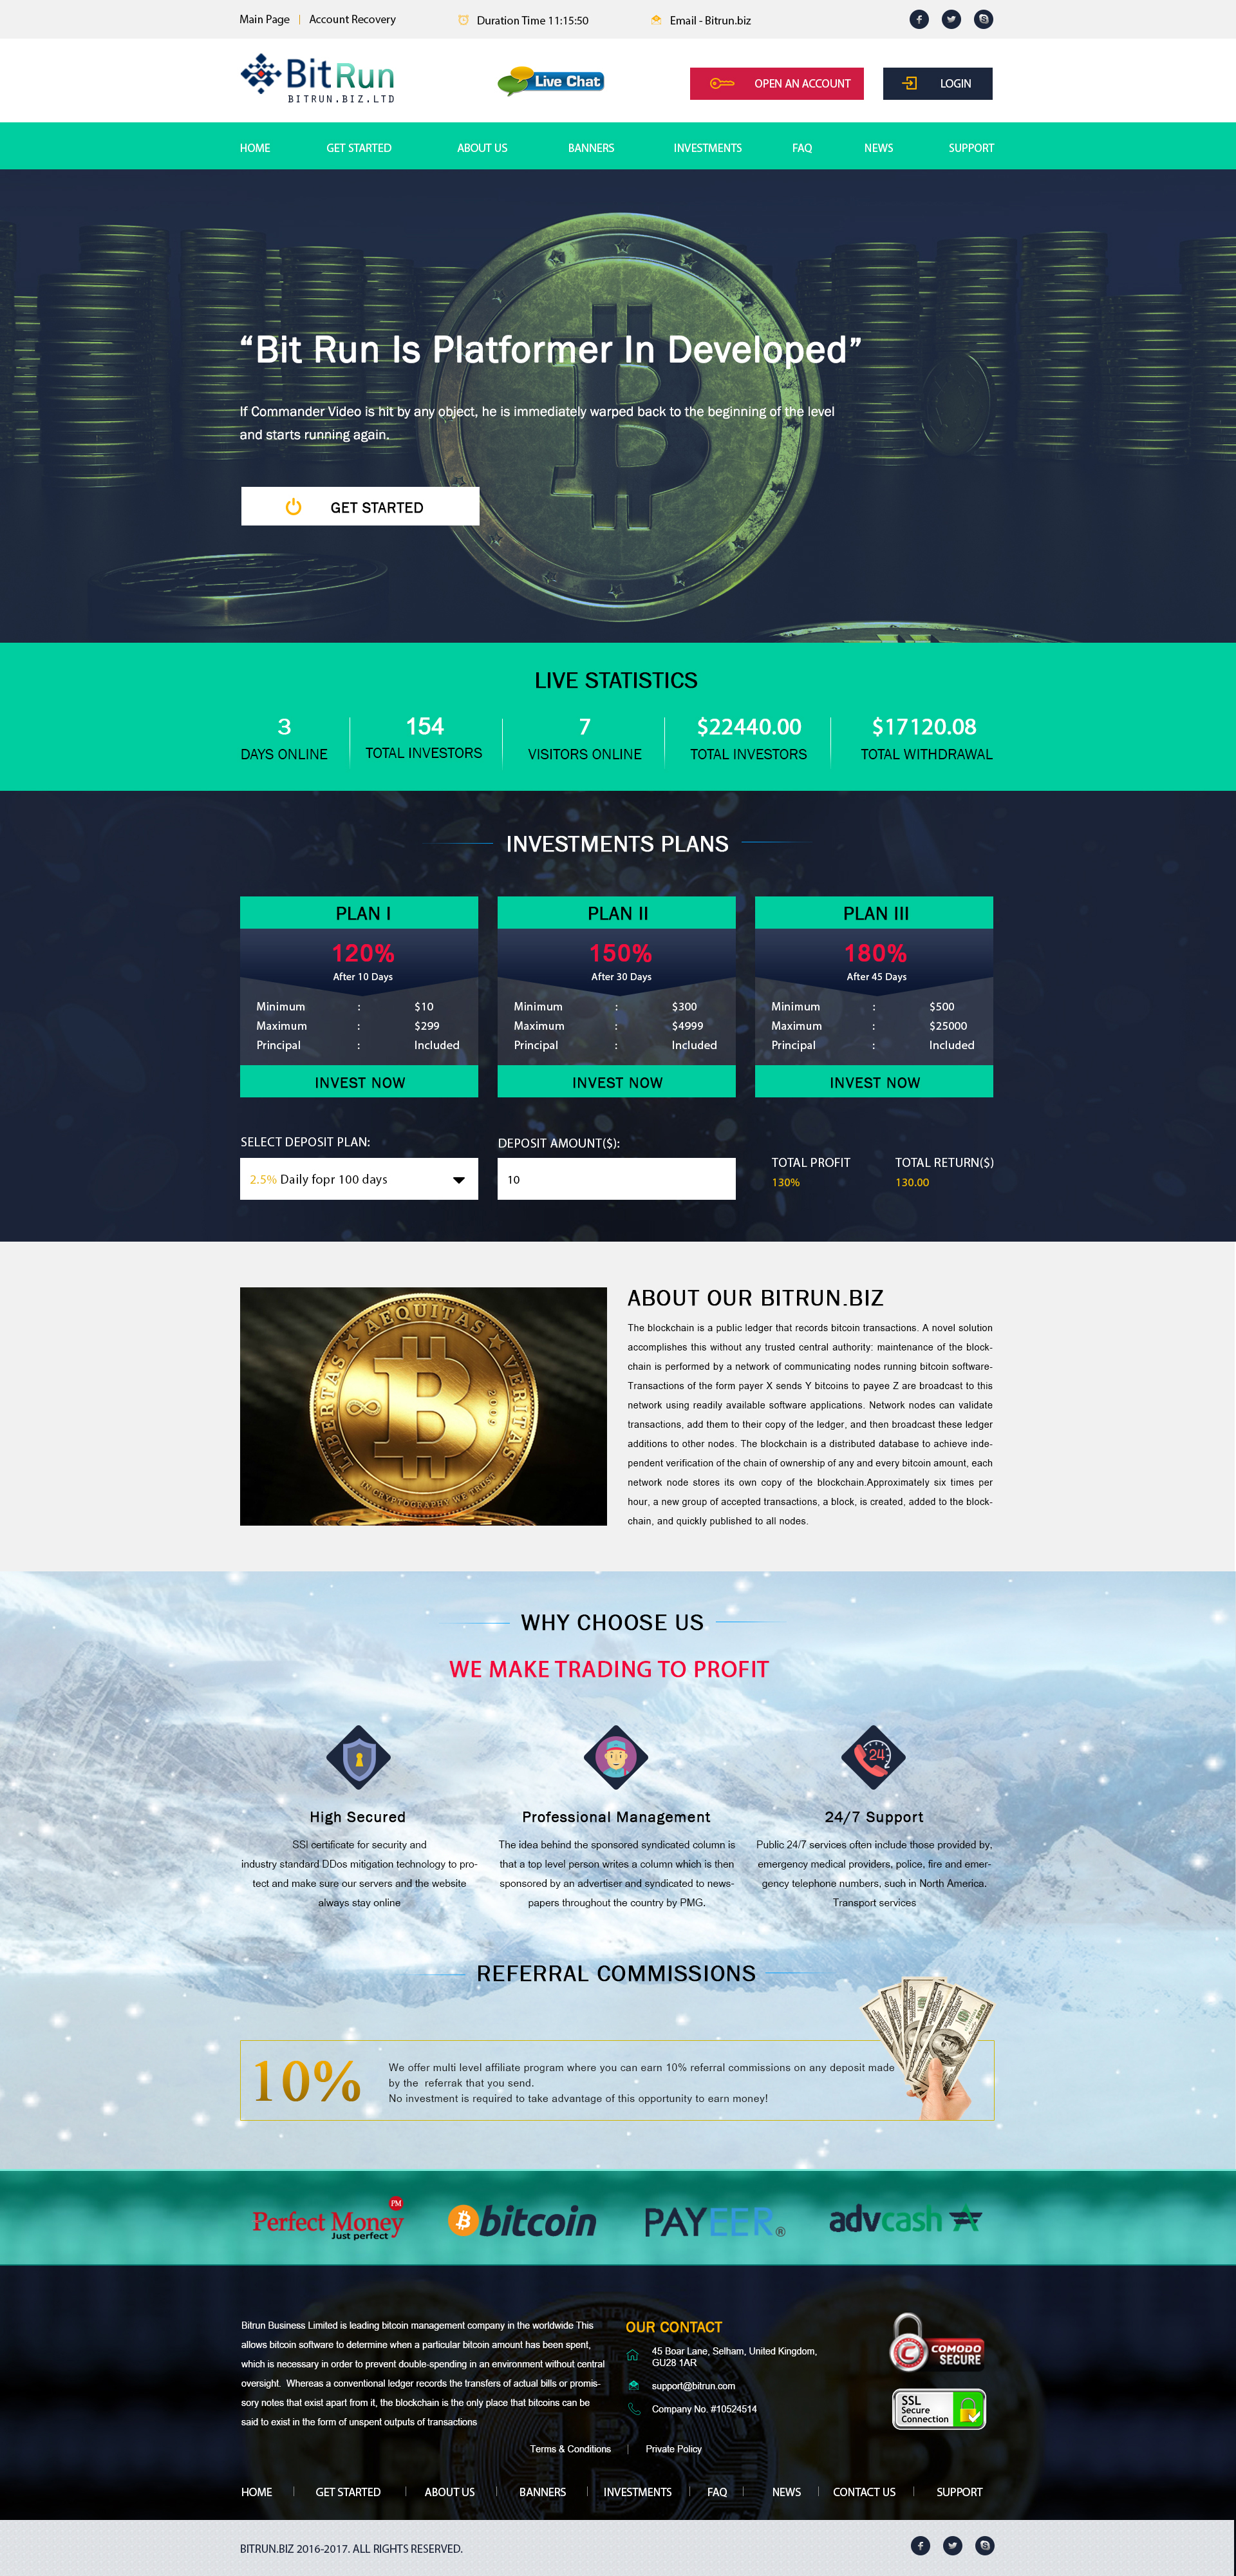 Main Page | Account Recovery
Duration Time 11:15:50
Email - Bitrun.biz
BitRun
BITRUN.BIZ.LTD
Live Chat
OPEN AN ACCOUNT
LOGIN
HOME GET STARTED ABOUT US BANNERS INVESTMENTS FAQ NEWS SUPPORT
“Bit Run Is Platformer In Developed”
If Commander Video is hit by any object, he is immediately warped back to the beginning of the level
and starts running again.
GET STARTED
LIVE STATISTICS
3 154 7 $22440.00 $17120.08
DAYS ONLINE TOTAL INVESTORS VISITORS ONLINE TOTAL INVESTORS TOTAL WITHDRAWAL
INVESTMENTS PLANS
PLAN I
120%
After 10 Days
Minimum : $10
Maximum : $299
Principal : Included
INVEST NOW
PLAN II
150%
After 30 Days
Minimum : $300
Maximum : $4999
Principal : Included
INVEST NOW
PLAN III
180%
After 45 Days
Minimum : $500
Maximum : $25000
Principal : Included
INVEST NOW
SELECT DEPOSIT PLAN:
2.5% Daily fopr 100 days
DEPOSIT AMOUNT($):
10
TOTAL PROFIT
130%
TOTAL RETURN($)
130.00
LIBERTAS AEQUITAS VERITAS
2009
IN CRYPTOGRAPHY WE TRUST
ABOUT OUR BITRUN.BIZ
The blockchain is a public ledger that records bitcoin transactions. A novel solution
accomplishes this without any trusted central authority: maintenance of the block-
chain is performed by a network of communicating nodes running bitcoin software-
Transactions of the form payer X sends Y bitcoins to payee Z are broadcast to this
network using readily available software applications. Network nodes can validate
transactions, add them to their copy of the ledger, and then broadcast these ledger
additions to other nodes. The blockchain is a distributed database to achieve inde-
pendent verification of the chain of ownership of any and every bitcoin amount, each
network node stores its own copy of the blockchain.Approximately six times per
hour, a new group of accepted transactions, a block, is created, added to the block-
chain, and quickly published to all nodes.
WHY CHOOSE US
WE MAKE TRADING TO PROFIT
High Secured
SSl certificate for security and
industry standard DDos mitigation technology to pro-
tect and make sure our servers and the website
always stay online
Professional Management
The idea behind the sponsored syndicated column is
that a top level person writes a column which is then
sponsored by an advertiser and syndicated to news-
papers throughout the country by PMG.
24
24/7 Support
Public 24/7 services often include those provided by,
emergency medical providers, police, fire and emer-
gency telephone numbers, such in North America.
Transport services
REFERRAL COMMISSIONS
10%
We offer multi level affiliate program where you can earn 10% referral commissions on any deposit made
by the referrak that you send.
No investment is required to take advantage of this opportunity to earn money!
Perfect Money
PM
Just perfect
bitcoin
PAYEER®
advcash
Bitrun Business Limited is leading bitcoin management company in the worldwide This
allows bitcoin software to determine when a particular bitcoin amount has been spent,
which is necessary in order to prevent double-spending in an environment without central
oversight. Whereas a conventional ledger records the transfers of actual bills or promis-
sory notes that exist apart from it, the blockchain is the only place that bitcoins can be
said to exist in the form of unspent outputs of transactions
OUR CONTACT
45 Boar Lane, Selham, United Kingdom,
GU28 1AR
support@bitrun.com
Company No. #10524514
COMODO
SECURE
SSL
Secure
Connection
Terms & Conditions | Private Policy
HOME | GET STARTED | ABOUT US | BANNERS | INVESTMENTS | FAQ | NEWS | CONTACT US | SUPPORT
BITRUN.BIZ 2016-2017. ALL RIGHTS RESERVED.